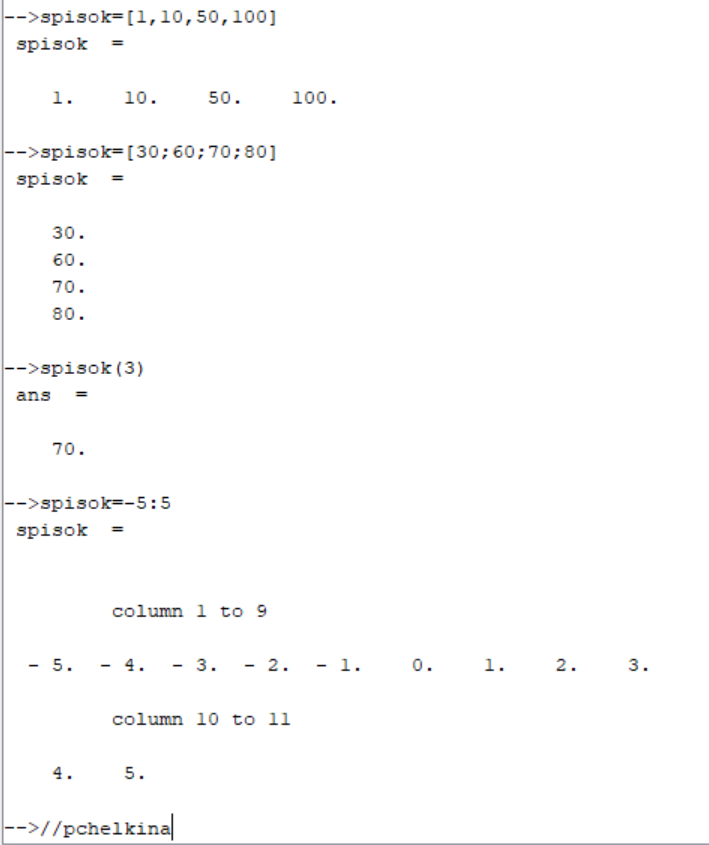 -->spisok=[1,10,50,100]
spisok  =
1.    10.    50.    100.
-->spisok=[30;60;70;80]
spisok  =
30.
60.
70.
80.
-->spisok(3)
ans  =
70.
-->spisok=-5:5
spisok  =
column 1 to 9
- 5.  - 4.  - 3.  - 2.  - 1.    0.    1.    2.    3.
column 10 to 11
4.    5.
-->//pchelkina